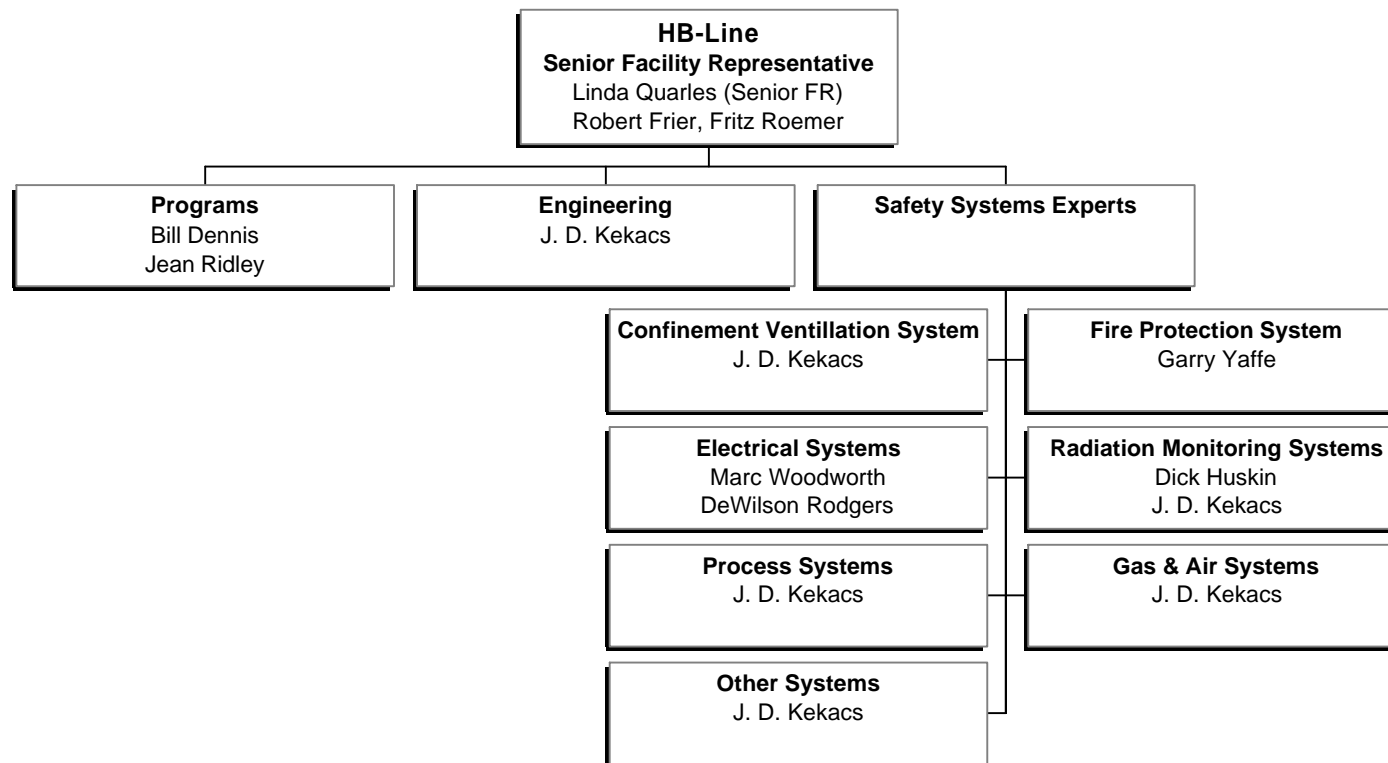 HB-Line
Senior Facility Representative
Linda Quarles (Senior FR)
Robert Frier, Fritz Roemer
Programs
Bill Dennis
Jean Ridley
Engineering
J. D. Kekacs
Safety Systems Experts
Confinement Ventillation System
J. D. Kekacs
Fire Protection System
Garry Yaffe
Electrical Systems
Marc Woodworth
DeWilson Rodgers
Radiation Monitoring Systems
Dick Huskin
J. D. Kekacs
Process Systems
J. D. Kekacs
Gas & Air Systems
J. D. Kekacs
Other Systems
J. D. Kekacs